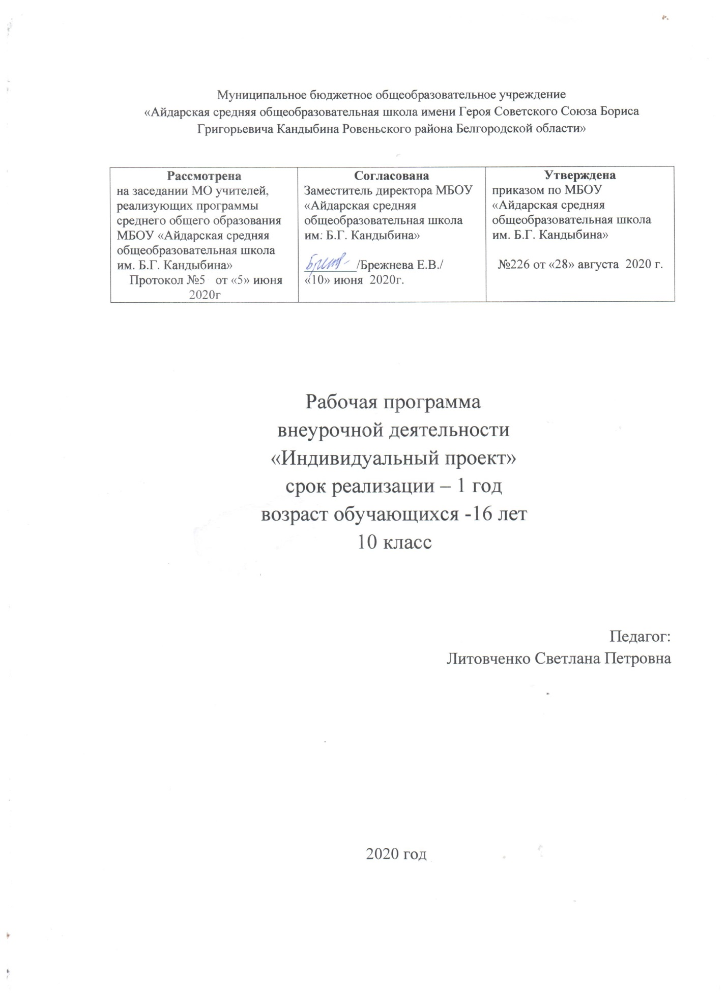 Муниципальное бюджетное общеобразовательное учреждение
«Айдарская средняя общеобразовательная школа имени Героя Советского Союза Бориса
Григорьевича Кандыбина Ровеньского района Белгородской области»
Рассмотрена
на заседании МО учителей,
реализующих программы
среднего общего образования
МБОУ «Айдарская средняя
общеобразовательная школа
им. Б.Г. Кандыбина»
Протокол №5 от «5» июня
2020г
Согласована
Заместитель директора МБОУ
«Айдарская средняя
общеобразовательная школа
им. Б.Г. Кандыбина»
/Брежнева Е.В./
«10» июня 2020г.
Утверждена
приказом по МБОУ
«Айдарская средняя
общеобразовательная школа
им. Б.Г. Кандыбина»
№226 от «28» августа 2020 г.
Рабочая программа
внеурочной деятельности
«Индивидуальный проект»
срок реализации – 1 год
возраст обучающихся -16 лет
10 класс
Педагог:
Литовченко Светлана Петровна
2020 год